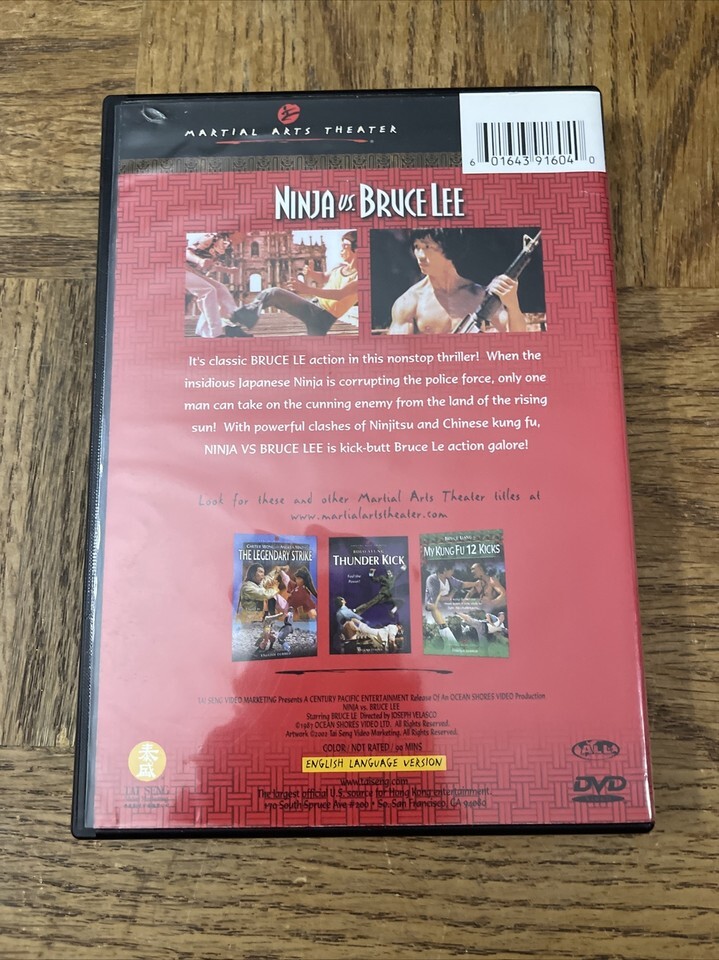 MARTIAL ARTS THEATER
6 01643 91604 0
NINJA vs. BRUCE LEE
It's classic BRUCE LE action in this nonstop thriller! When the
insidious Japanese Ninja is corrupting the police force, only one
man can take on the cunning enemy from the land of the rising
sun! With powerful clashes of Ninjitsu and Chinese kung fu,
NINJA VS BRUCE LEE is kick-butt Bruce Le action galore!
Look for these and other Martial Arts Theater titles at
www.martialartstheater.com
THE LEGENDARY STRIKE
THUNDER KICK
MY KUNG FU 12 KICKS
TAI SENG VIDEO MARKETING Presents A CENTURY PACIFIC ENTERTAINMENT Release Of An OCEAN SHORES VIDEO Production
NINJA vs. BRUCE LEE
Starring BRUCE LE Directed by JOSEPH VELASCO
©1987 OCEAN SHORES VIDEO LTD. All Rights Reserved.
Artwork ©2002 Tai Seng Video Marketing. All Rights Reserved.
COLOR / NOT RATED / 90 MINS
ENGLISH LANGUAGE VERSION
泰盛
TAI SENG
ALL
DVD
www.taiseng.com
The largest official U.S. source for Hong Kong entertainment.
170 South Spruce Ave #200 • So. San Francisco, CA 94080